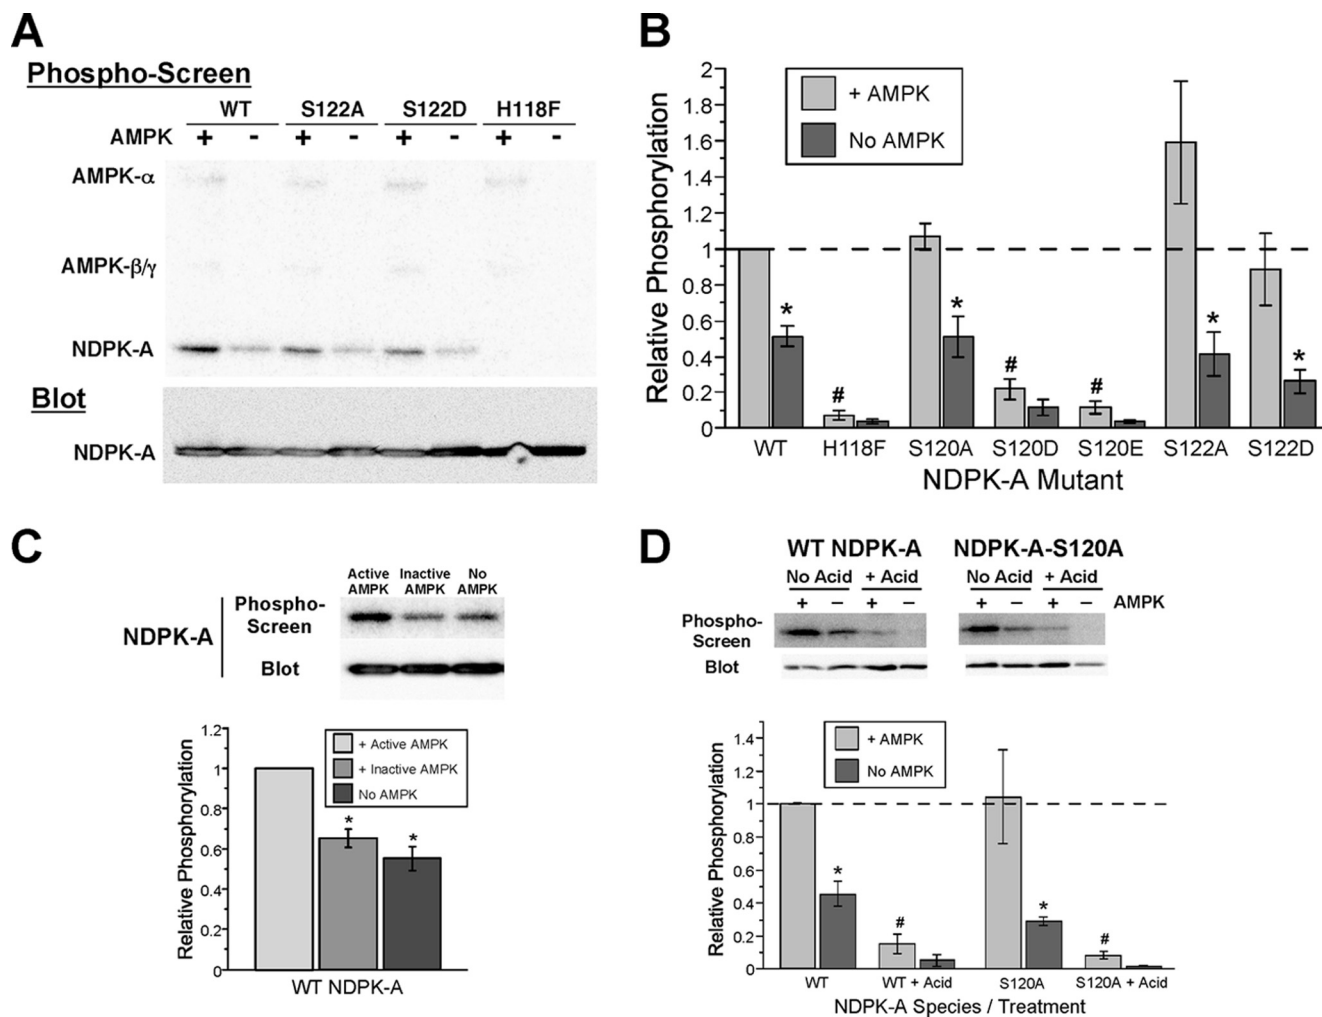 A
Phospho-Screen
WT S122A S122D H118F
AMPK + - + - + - + -
AMPK-α
AMPK-β/γ
NDPK-A
Blot
NDPK-A
B
Relative Phosphorylation
2
1.8
1.6
1.4
1.2
1
0.8
0.6
0.4
0.2
0
+ AMPK
No AMPK
*
#
*
#
#
*
*
WT H118F S120A S120D S120E S122A S122D
NDPK-A Mutant
C
Active AMPK
Inactive AMPK
No AMPK
NDPK-A
Phospho-
Screen
Blot
Relative Phosphorylation
1.2
1
0.8
0.6
0.4
0.2
0
+ Active AMPK
+ Inactive AMPK
No AMPK
*
*
WT NDPK-A
D
WT NDPK-A NDPK-A-S120A
No Acid + Acid No Acid + Acid
+ − + − + − + − AMPK
Phospho-
Screen
Blot
Relative Phosphorylation
1.4
1.2
1
0.8
0.6
0.4
0.2
0
+ AMPK
No AMPK
*
#
*
#
WT WT + Acid S120A S120A + Acid
NDPK-A Species / Treatment